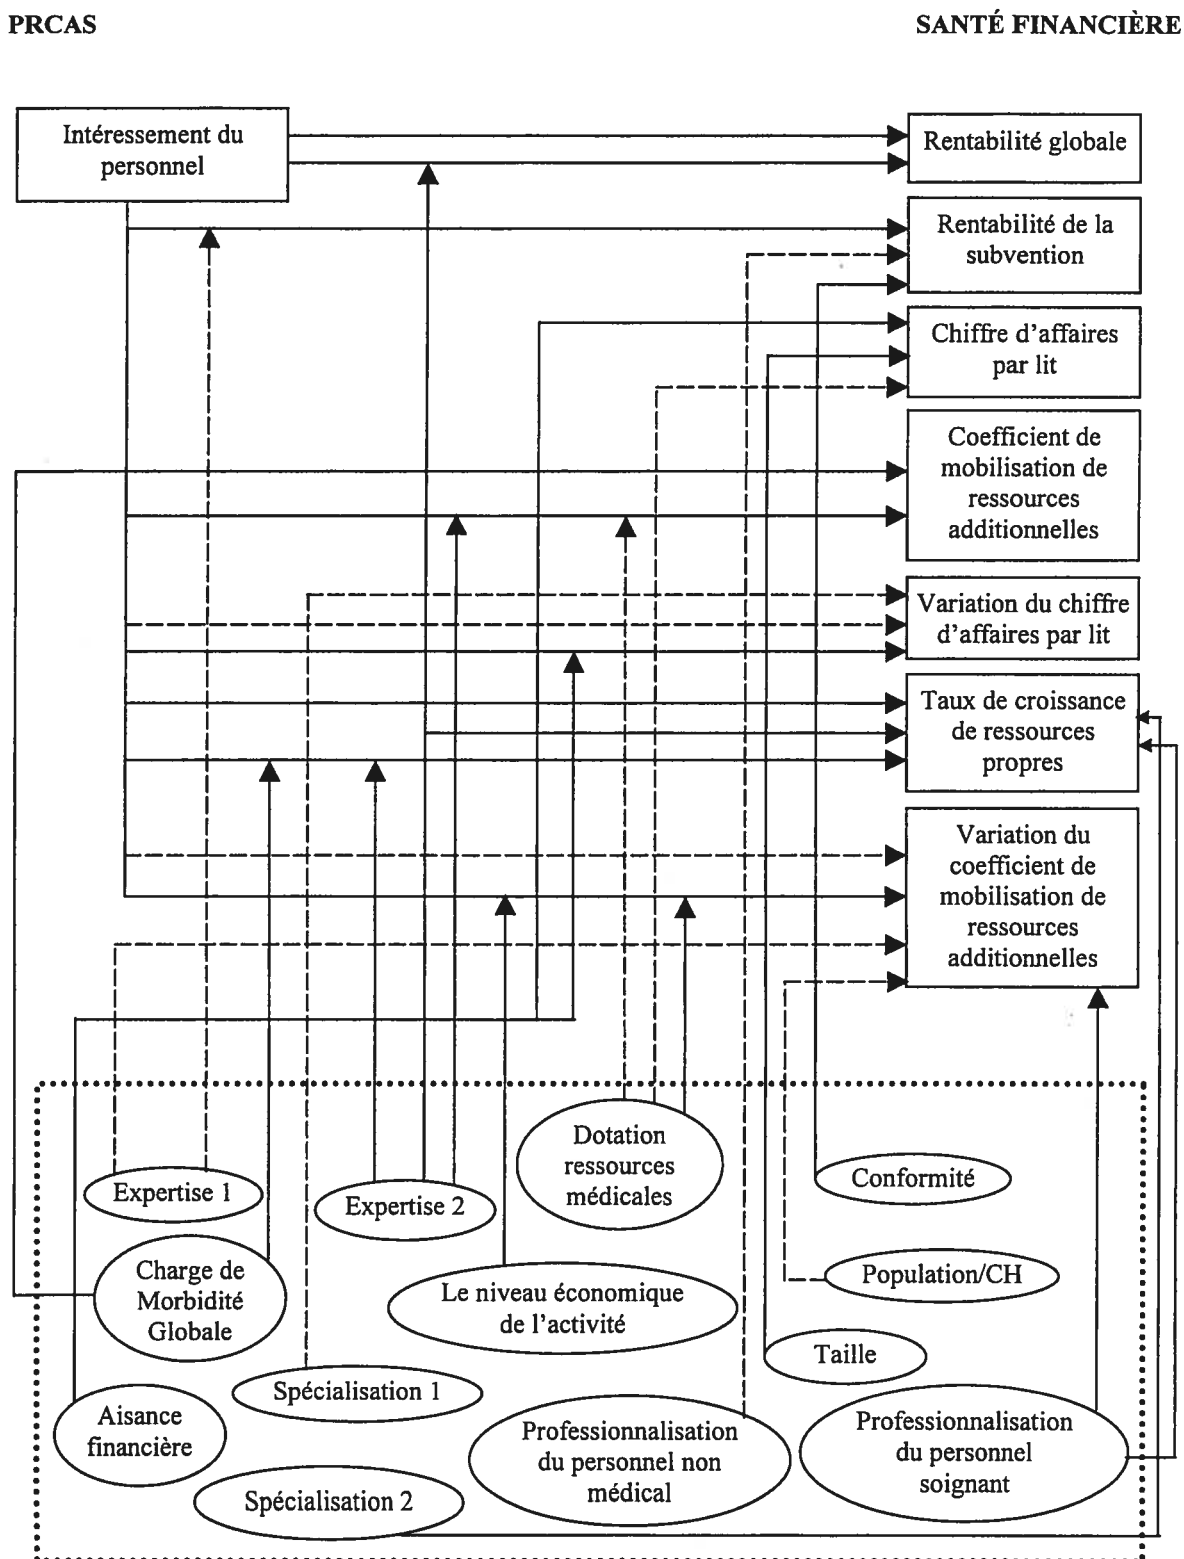 PRCAS
SANTÉ FINANCIÈRE
Intéressement du
personnel
Rentabilité globale
Rentabilité de la
subvention
Chiffre d'affaires
par lit
Coefficient de
mobilisation de
ressources
additionnelles
Variation du chiffre
d'affaires par lit
Taux de croissance
de ressources
propres
Variation du
coefficient de
mobilisation de
ressources
additionnelles
Dotation
ressources
médicales
Expertise 1
Expertise 2
Conformité
Charge de
Morbidité
Globale
Le niveau économique
de l'activité
Population/CH
Taille
Spécialisation 1
Aisance
financière
Professionnalisation
du personnel non
médical
Professionnalisation
du personnel
soignant
Spécialisation 2